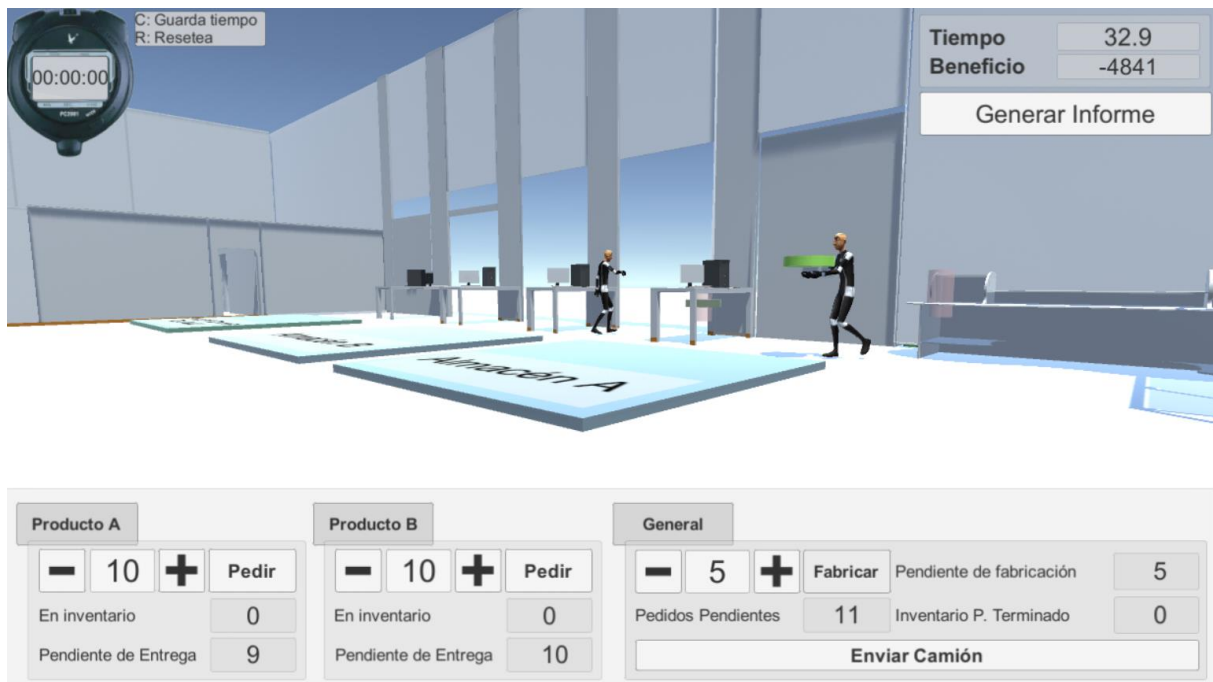 C: Guarda tiempo
R: Resetea
00:00:00
Tiempo 32.9
Beneficio -4841
Generar Informe
Almacén B
Almacén A
Producto A
10 Pedir
En inventario 0
Pendiente de Entrega 9
Producto B
10 Pedir
En inventario 0
Pendiente de Entrega 10
General
5 Fabricar Pendiente de fabricación 5
Pedidos Pendientes 11 Inventario P. Terminado 0
Enviar Camión